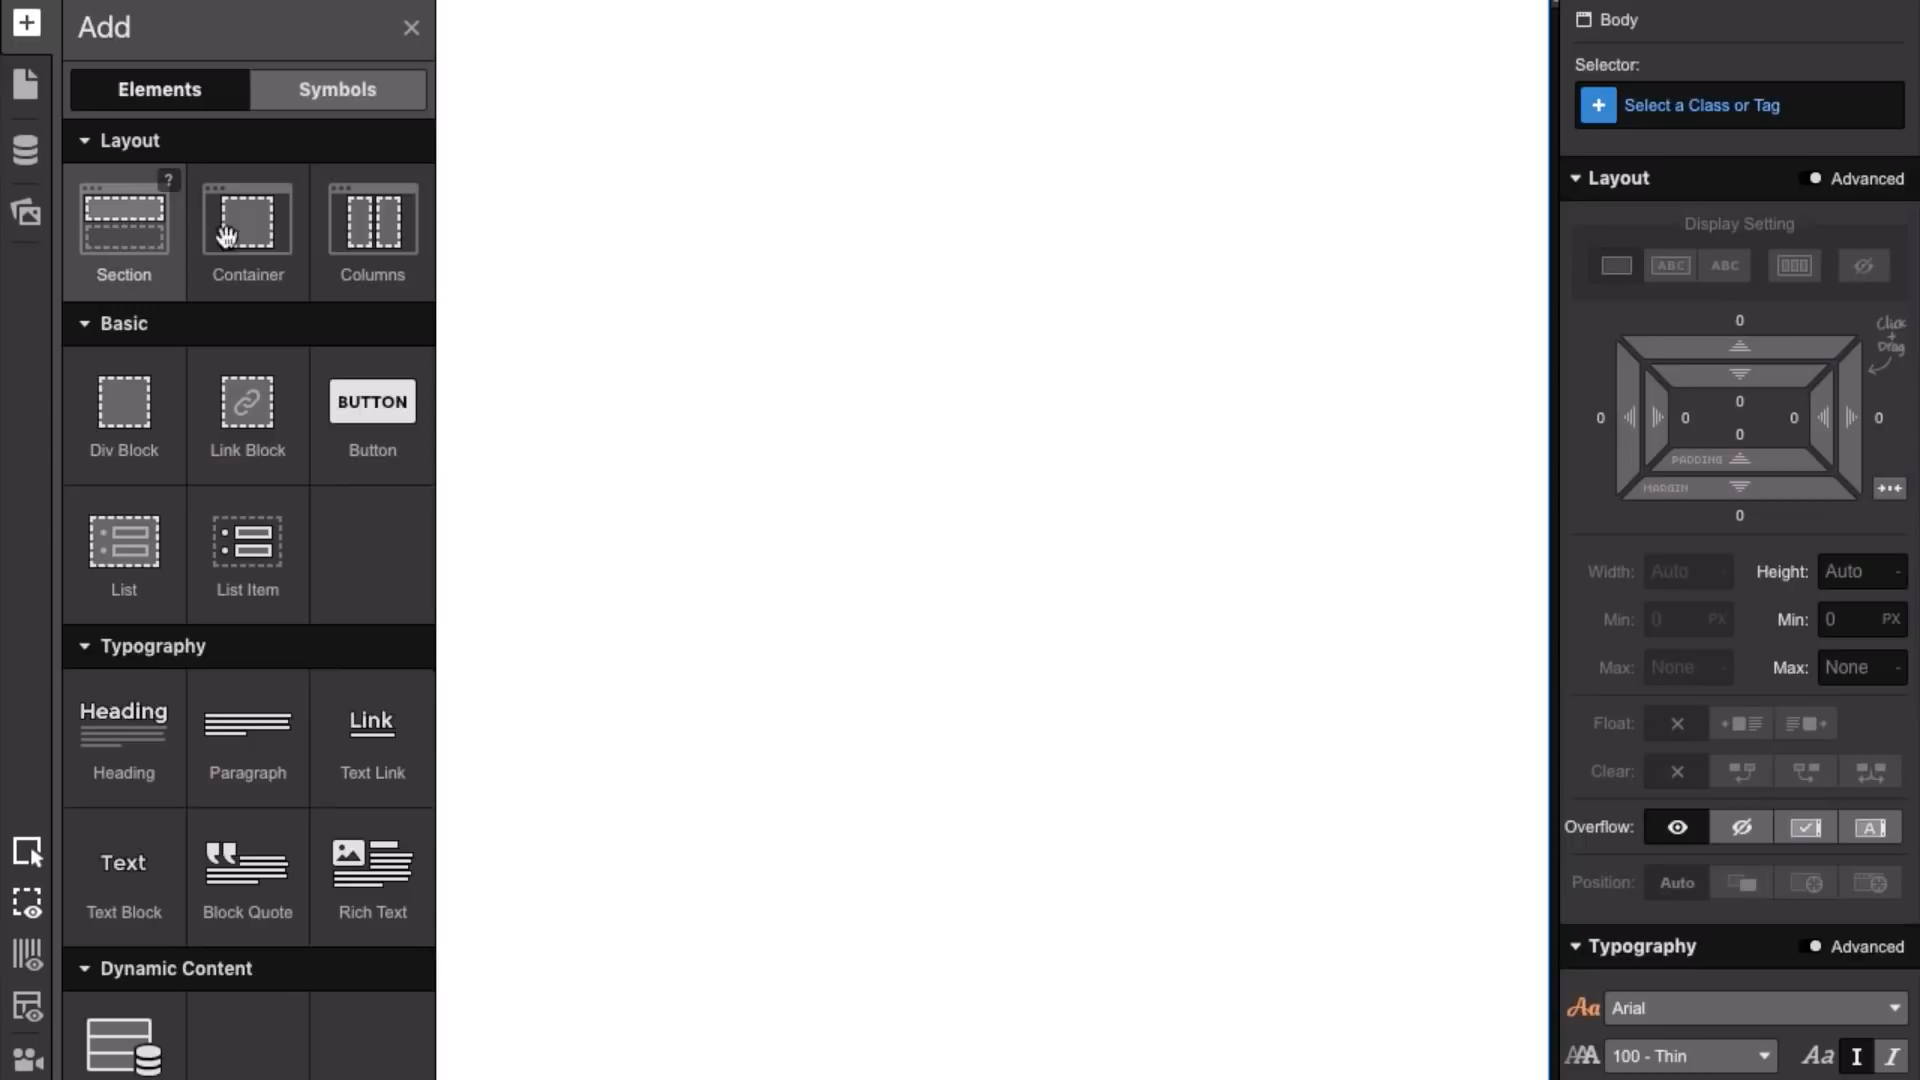 Add
Elements
Symbols
Layout
?
Section
Container
Columns
Basic
BUTTON
Div Block
Link Block
Button
List
List Item
Typography
Heading
Link
Heading
Paragraph
Text Link
Text
Text Block
Block Quote
Rich Text
Dynamic Content
Body
Selector:
+ Select a Class or Tag
Layout
Advanced
Display Setting
ABC
ABC
0
Click
+
Drag
0
0
0
0
0
0
PADDING
MARGIN
0
Width: Auto - Height: Auto -
Min: 0 PX Min: 0 PX
Max: None - Max: None -
Float:
Clear:
Overflow:
A
Position: Auto
Typography
Advanced
Aa Arial
AAA 100 - Thin Aa I I